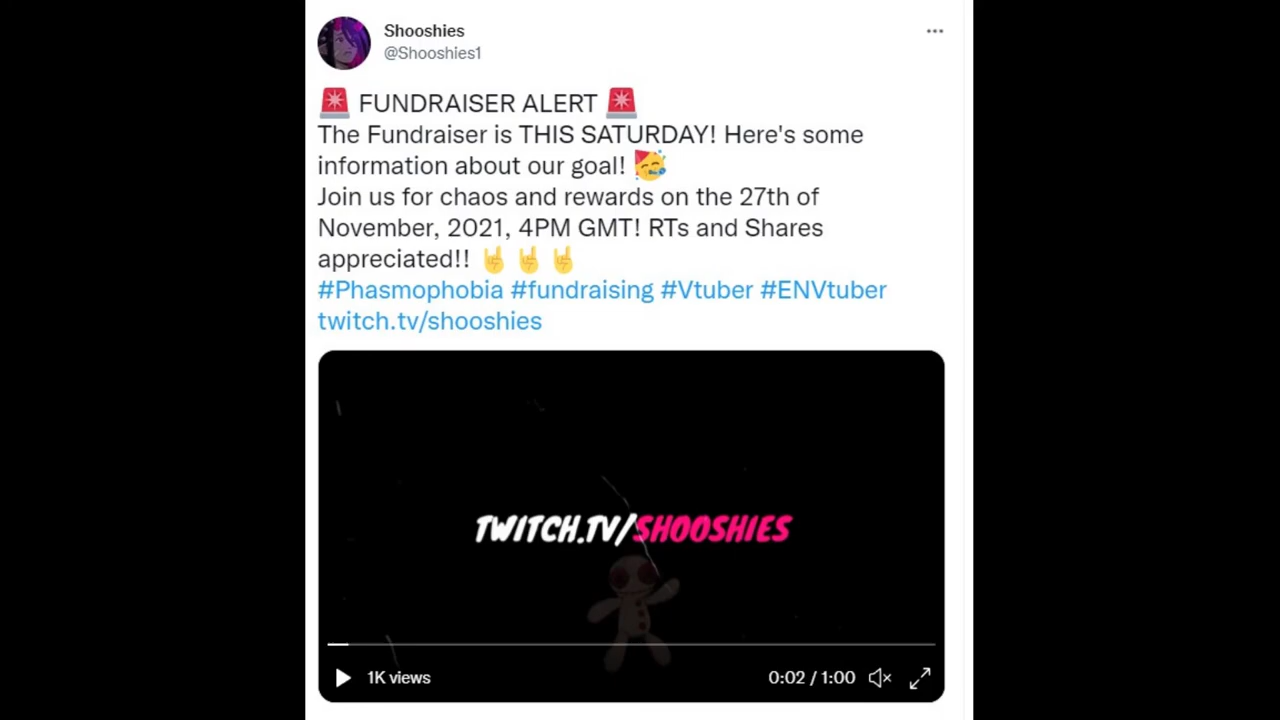 Shooshies
@Shooshies1
🚨 FUNDRAISER ALERT 🚨
The Fundraiser is THIS SATURDAY! Here's some
information about our goal! 🥳
Join us for chaos and rewards on the 27th of
November, 2021, 4PM GMT! RTs and Shares
appreciated!! 🤘 🤘 🤘
#Phasmophobia #fundraising #Vtuber #ENVtuber
twitch.tv/shooshies
TWITCH.TV/SHOOSHIES
1K views 0:02 / 1:00